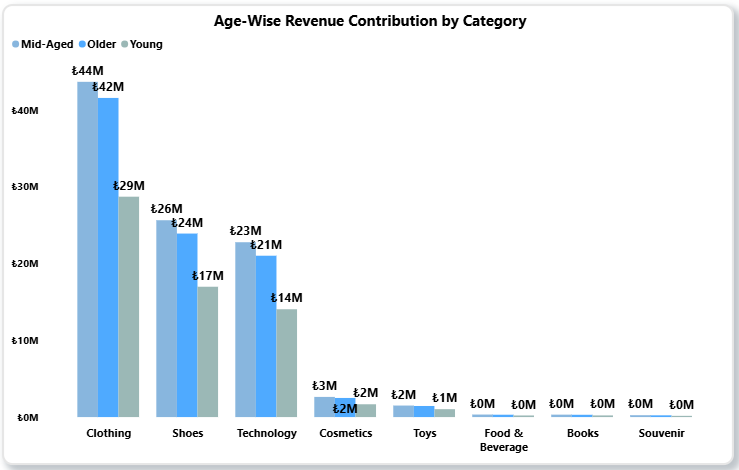 Age-Wise Revenue Contribution by Category
Mid-Aged Older Young
₺44M
₺42M
₺40M
₺30M
₺29M
₺26M
₺24M
₺23M
₺21M
₺20M
₺17M
₺14M
₺10M
₺3M ₺2M ₺2M ₺2M ₺1M
₺0M ₺0M ₺0M ₺0M ₺0M ₺0M
₺0M
Clothing Shoes Technology Cosmetics Toys Food & Books Souvenir
Beverage